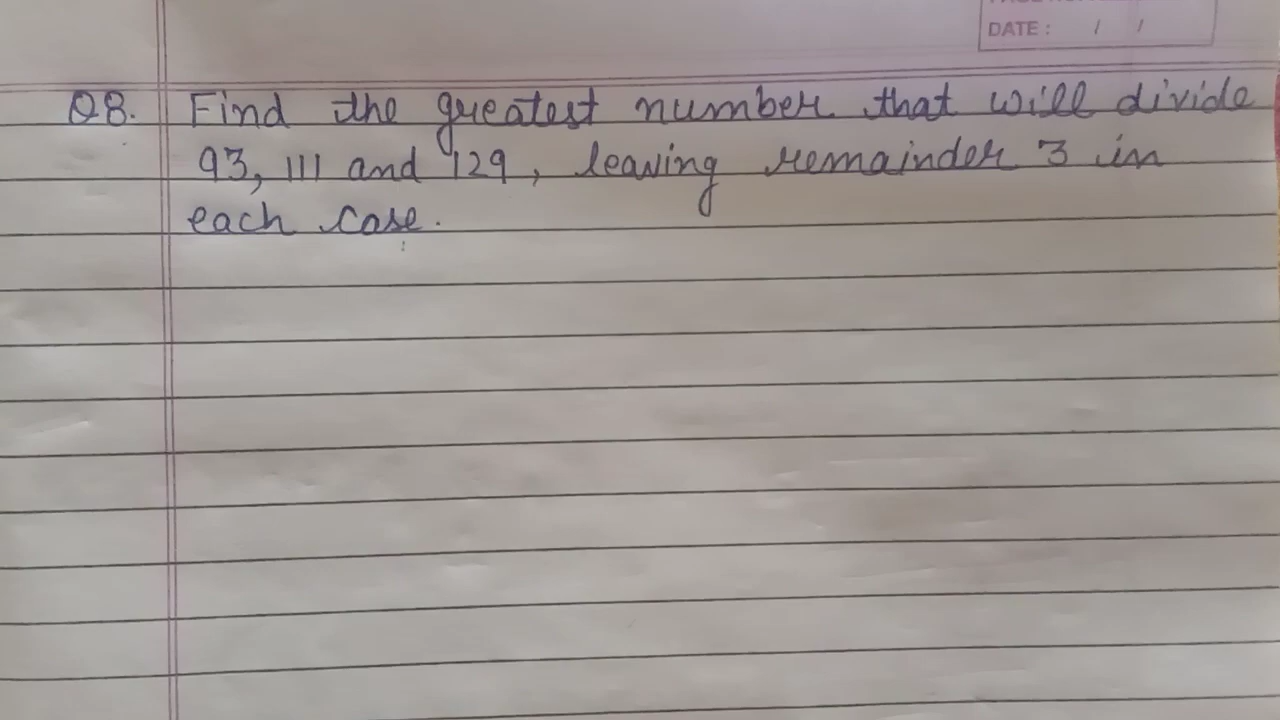 DATE: / /
Q8. Find the greatest number that will divide
93, 111 and 129, leaving remainder 3 in
each case.